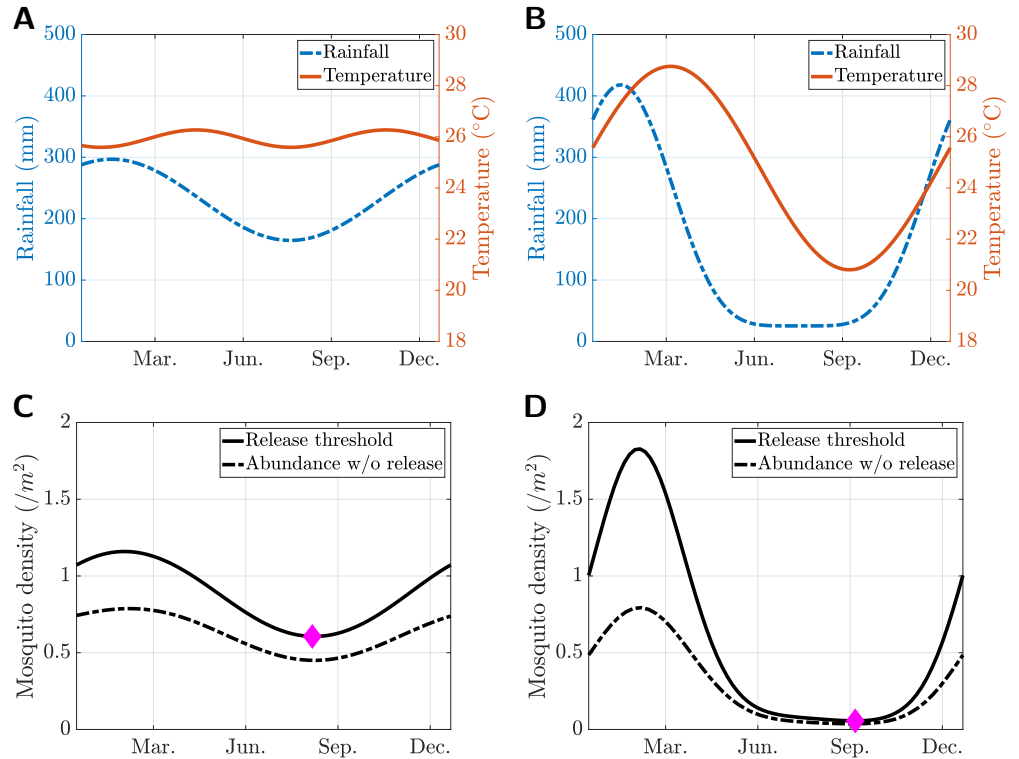 A
500
400
300
200
100
0
Rainfall (mm)
Rainfall
Temperature
30
28
26
24
22
20
18
Temperature (°C)
Mar. Jun. Sep. Dec.
B
500
400
300
200
100
0
Rainfall (mm)
Rainfall
Temperature
30
28
26
24
22
20
18
Temperature (°C)
Mar. Jun. Sep. Dec.
C
2
1.5
1
0.5
0
Mosquito density (/m²)
Release threshold
Abundance w/o release
Mar. Jun. Sep. Dec.
D
2
1.5
1
0.5
0
Mosquito density (/m²)
Release threshold
Abundance w/o release
Mar. Jun. Sep. Dec.